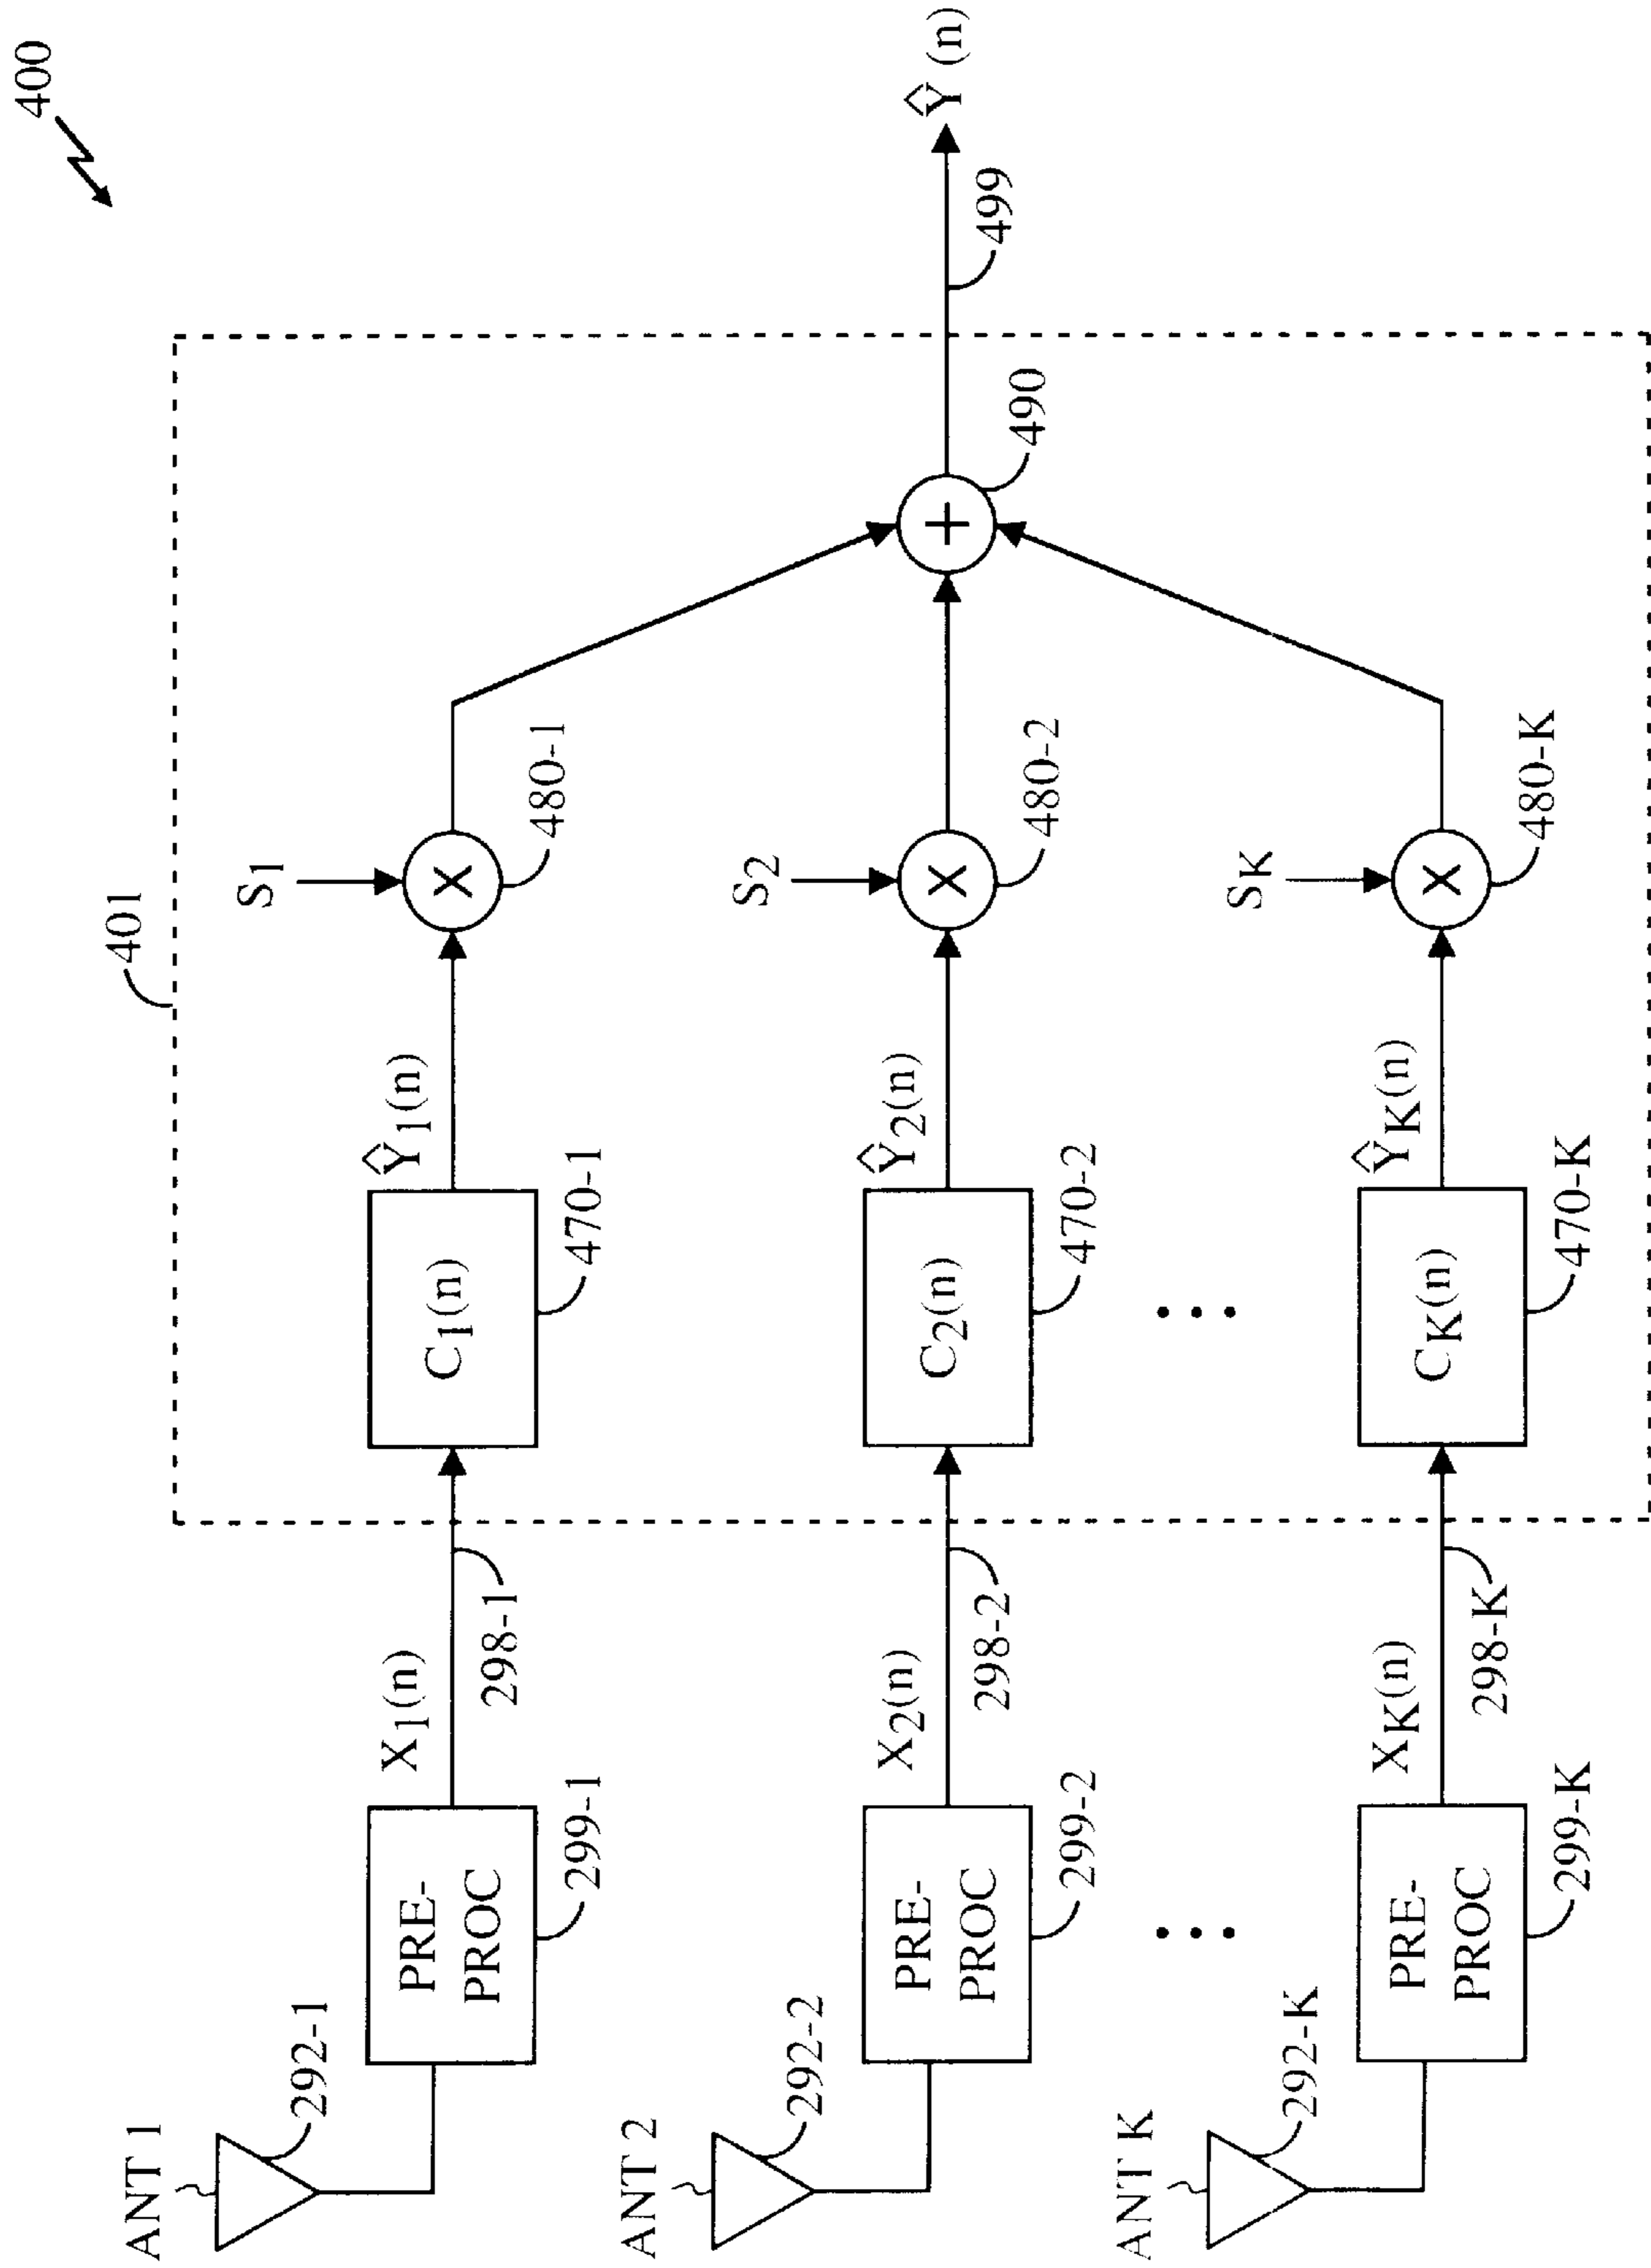 400
401
ANT 1
292-1
PRE-
PROC
299-1
X1(n)
298-1
C1(n)
470-1
Ŷ1(n)
S1
X
480-1
ANT 2
292-2
PRE-
PROC
299-2
X2(n)
298-2
C2(n)
470-2
Ŷ2(n)
S2
X
480-2
+
490
499
Ŷ (n)
ANT K
292-K
PRE-
PROC
299-K
XK(n)
298-K
CK(n)
470-K
ŶK(n)
SK
X
480-K